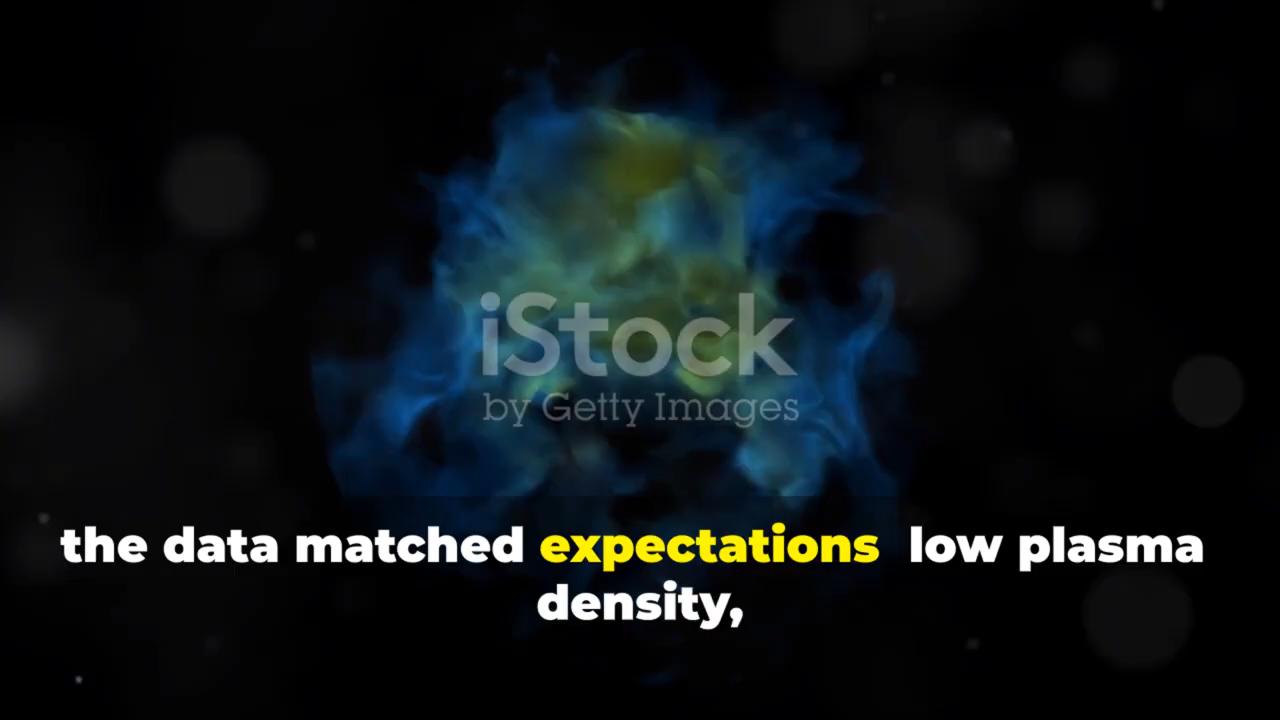 iStock
by Getty Images
the data matched expectations low plasma
density,